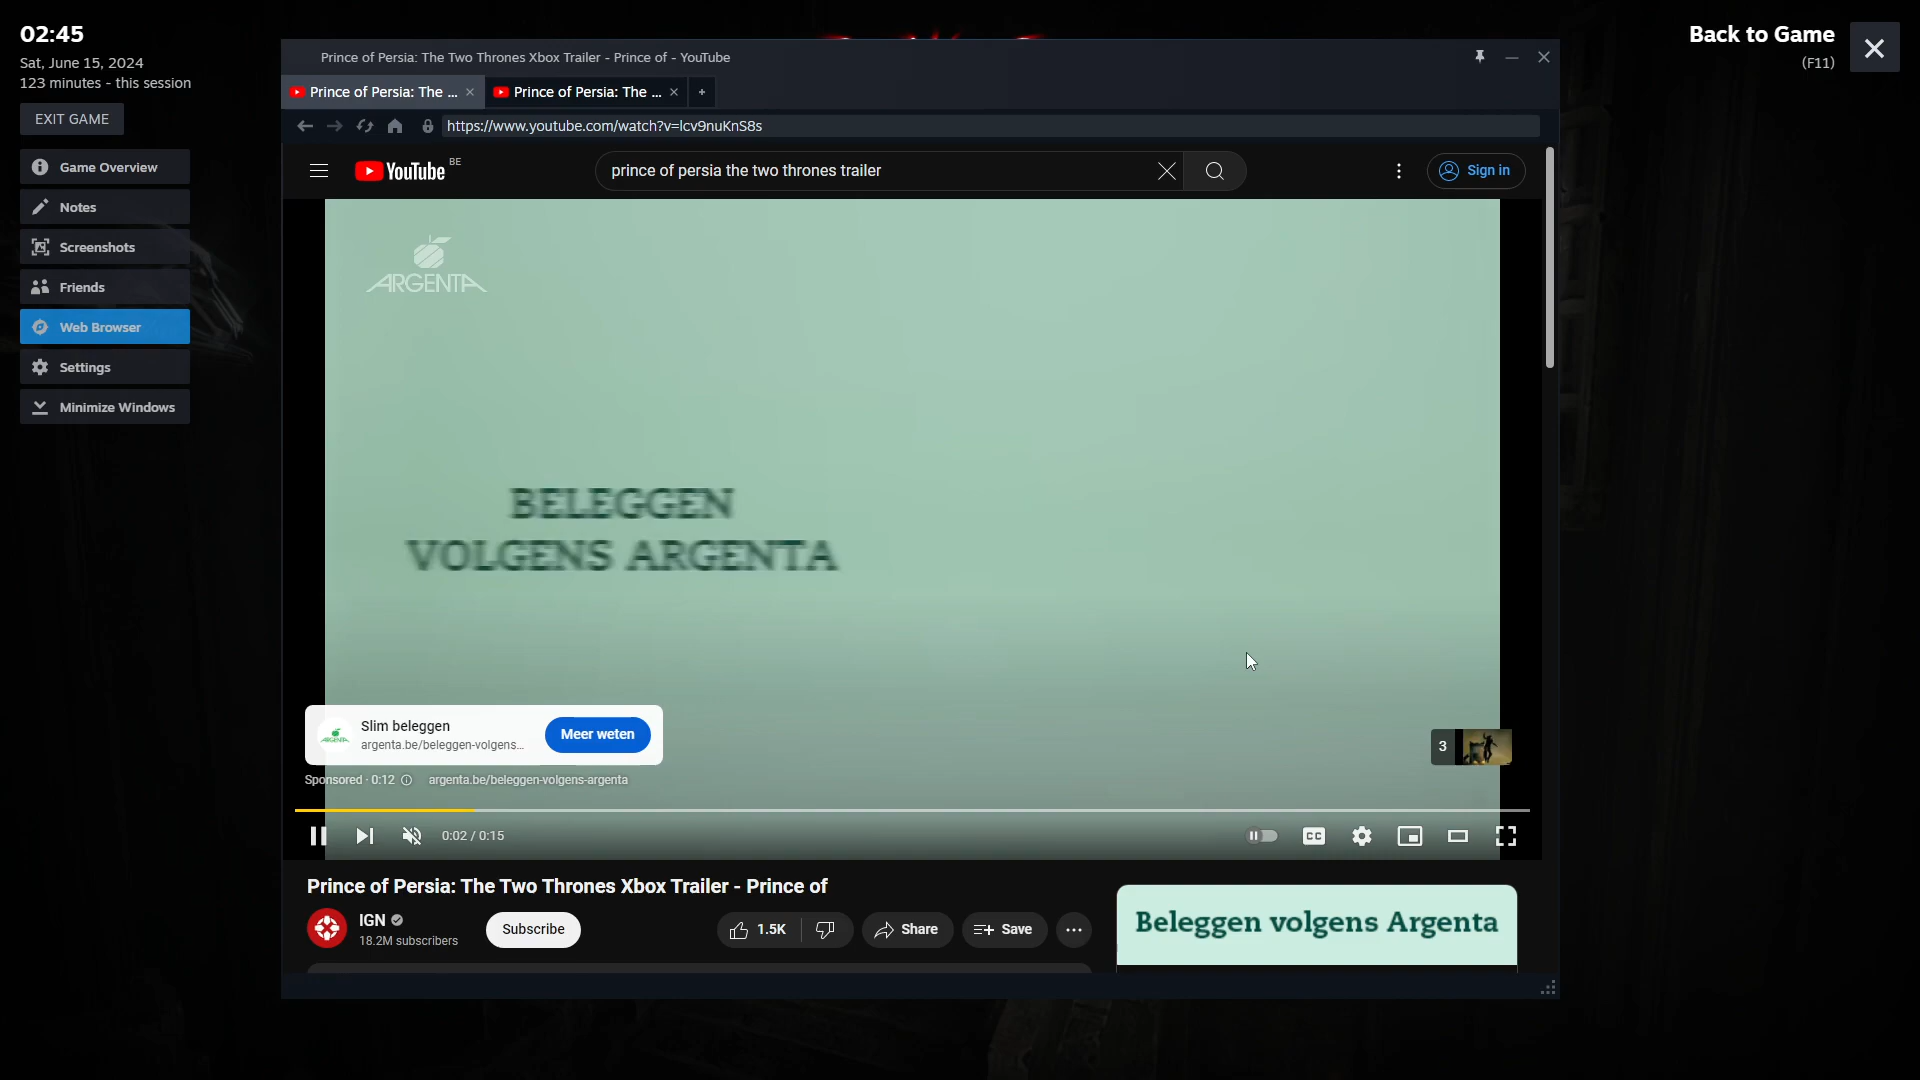 02:45
Sat, June 15, 2024
123 minutes - this session
EXIT GAME
Game Overview
Notes
Screenshots
Friends
Web Browser
Settings
Minimize Windows
Back to Game
(F11)
Prince of Persia: The Two Thrones Xbox Trailer - Prince of - YouTube
Prince of Persia: The ...
Prince of Persia: The ...
https://www.youtube.com/watch?v=lcv9nuKnS8s
YouTube BE
prince of persia the two thrones trailer
Sign in
ARGENTA
BELEGGEN
VOLGENS ARGENTA
ARGENTA
Slim beleggen
argenta.be/beleggen-volgens...
Meer weten
3
Sponsored · 0:12
argenta.be/beleggen-volgens-argenta
0:02 / 0:15
CC
Prince of Persia: The Two Thrones Xbox Trailer - Prince of
IGN
18.2M subscribers
Subscribe
1.5K
Share
Save
Beleggen volgens Argenta